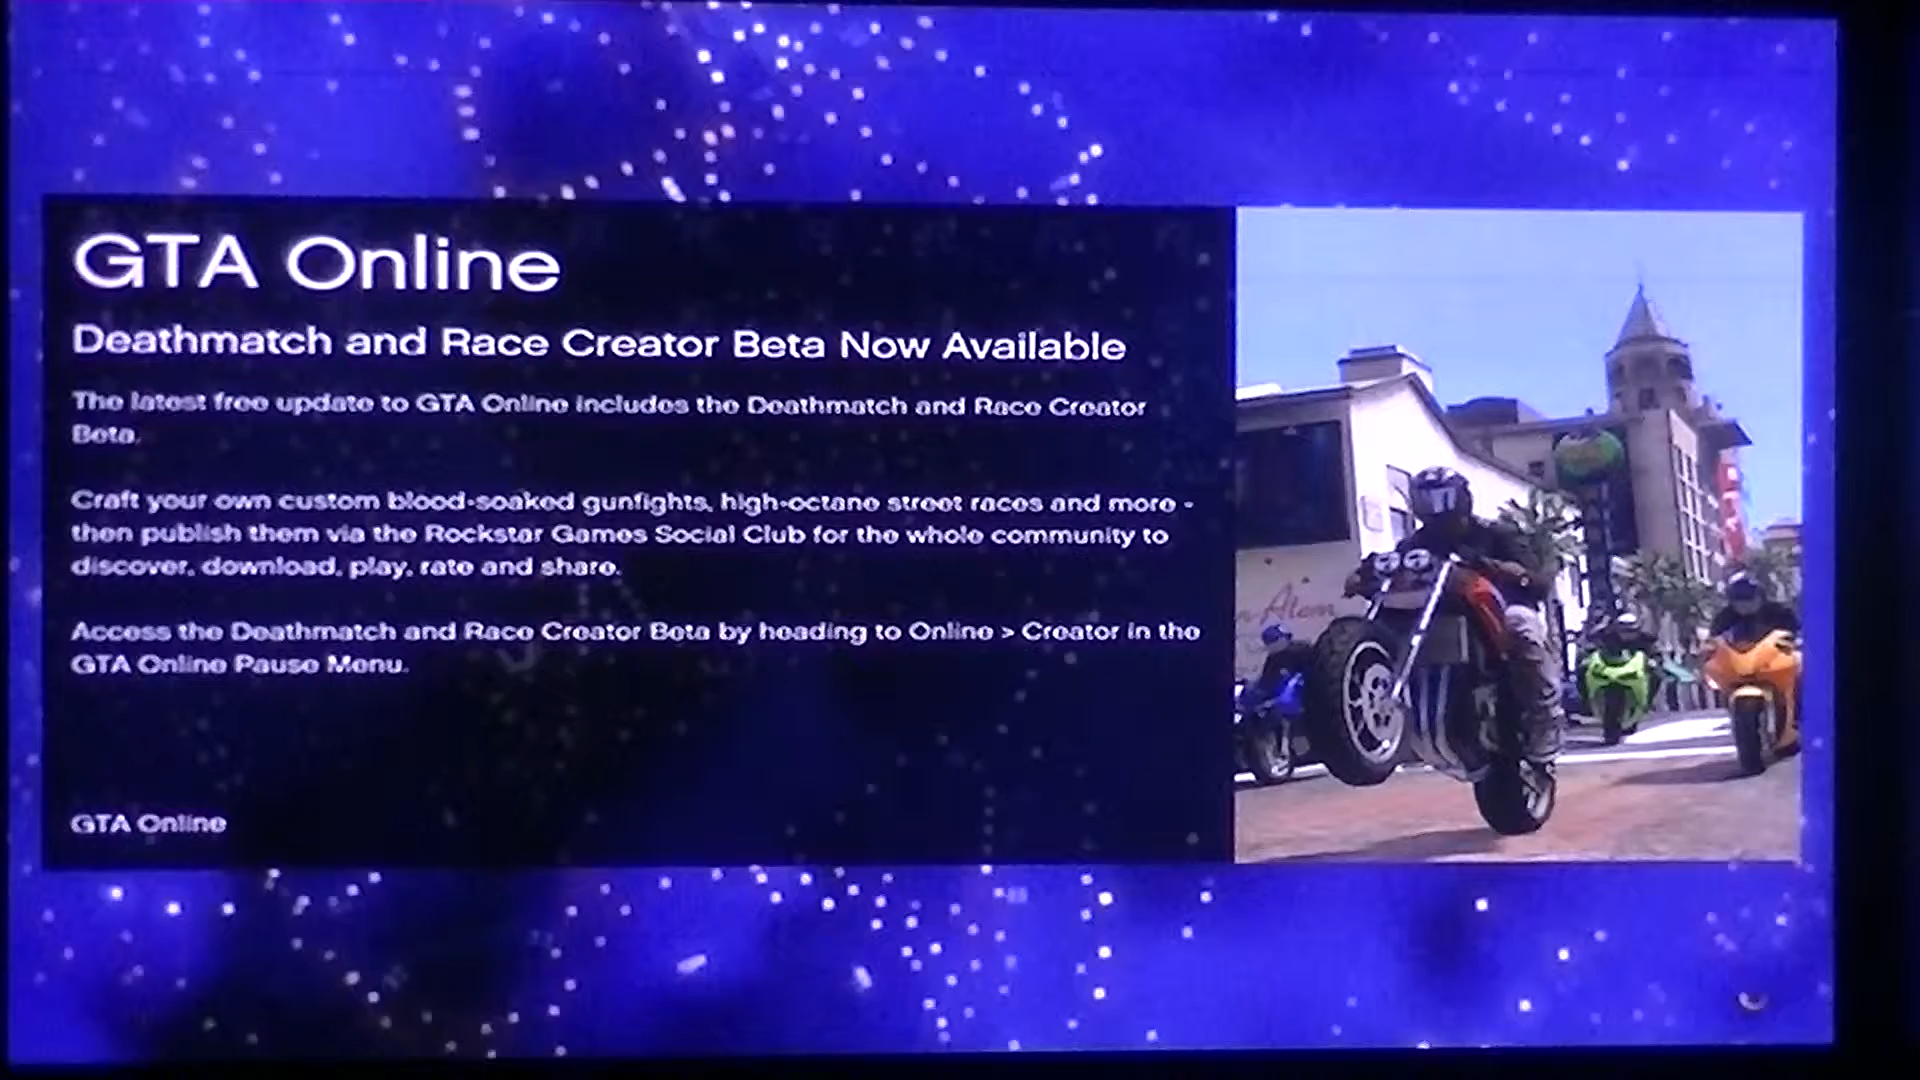 GTA Online
Deathmatch and Race Creator Beta Now Available
The latest free update to GTA Online includes the Deathmatch and Race Creator
Beta.
Craft your own custom blood-soaked gunfights, high-octane street races and more -
then publish them via the Rockstar Games Social Club for the whole community to
discover, download, play, rate and share.
Access the Deathmatch and Race Creator Beta by heading to Online > Creator in the
GTA Online Pause Menu.
GTA Online